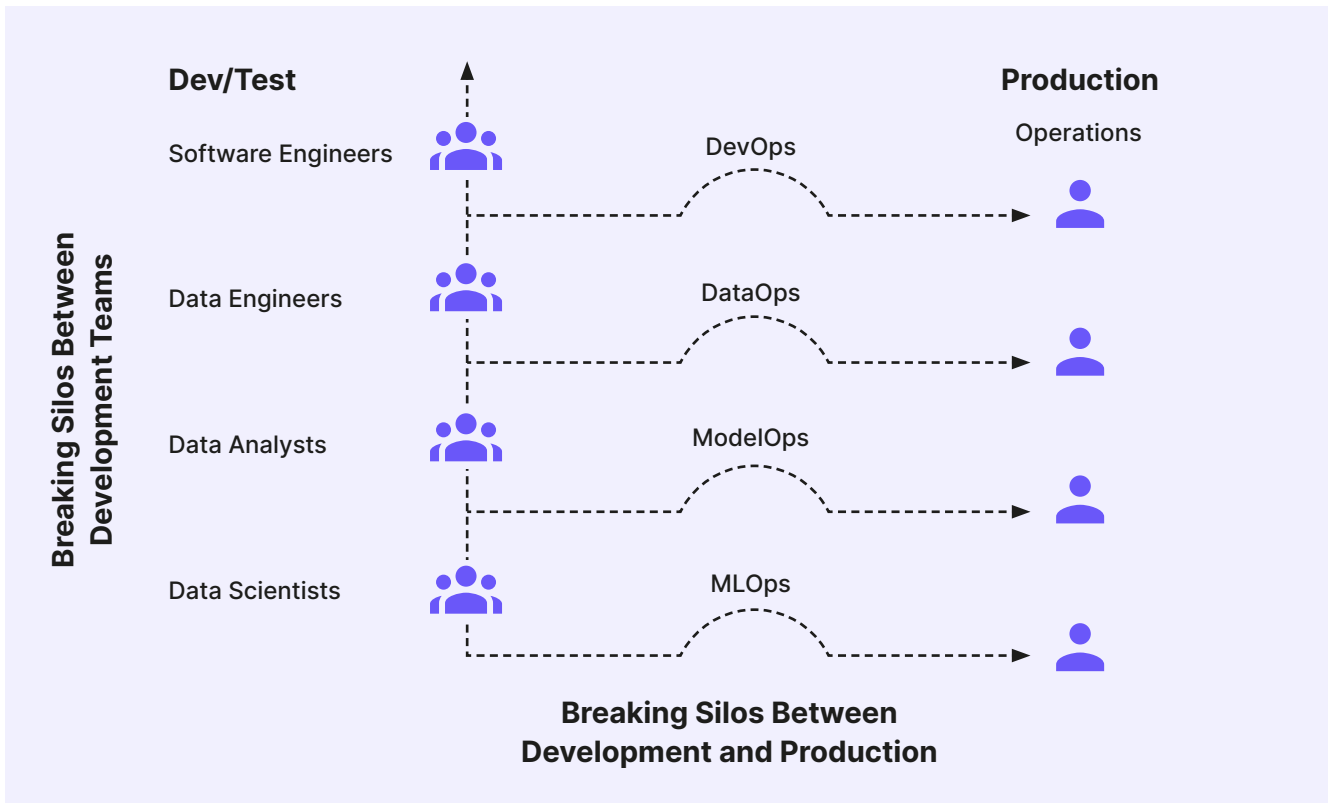 Dev/Test
Production
Operations
Software Engineers
DevOps
Data Engineers
DataOps
Data Analysts
ModelOps
Data Scientists
MLOps
Breaking Silos Between
Development Teams
Breaking Silos Between
Development and Production